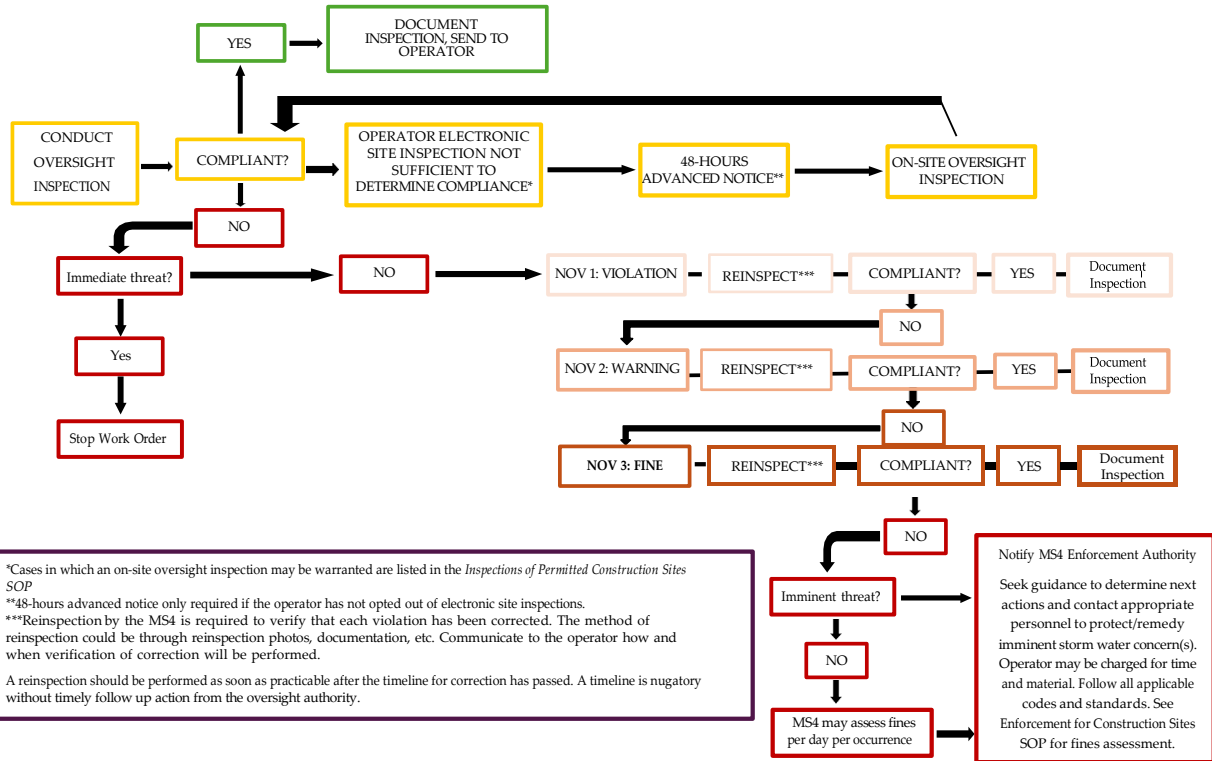 YES
DOCUMENT
INSPECTION, SEND TO
OPERATOR
CONDUCT
OVERSIGHT
INSPECTION
COMPLIANT?
OPERATOR ELECTRONIC
SITE INSPECTION NOT
SUFFICIENT TO
DETERMINE COMPLIANCE*
48-HOURS
ADVANCED NOTICE**
ON-SITE OVERSIGHT
INSPECTION
NO
Immediate threat?
NO
NOV 1: VIOLATION
REINSPECT***
COMPLIANT?
YES
Document
Inspection
NO
Yes
NOV 2: WARNING
REINSPECT***
COMPLIANT?
YES
Document
Inspection
Stop Work Order
NO
NOV 3: FINE
REINSPECT***
COMPLIANT?
YES
Document
Inspection
NO
*Cases in which an on-site oversight inspection may be warranted are listed in the Inspections of Permitted Construction Sites
SOP
**48-hours advanced notice only required if the operator has not opted out of electronic site inspections.
***Reinspection by the MS4 is required to verify that each violation has been corrected. The method of
reinspection could be through reinspection photos, documentation, etc. Communicate to the operator how and
when verification of correction will be performed.
A reinspection should be performed as soon as practicable after the timeline for correction has passed. A timeline is nugatory
without timely follow up action from the oversight authority.
Imminent threat?
NO
MS4 may assess fines
per day per occurrence
Notify MS4 Enforcement Authority
Seek guidance to determine next
actions and contact appropriate
personnel to protect/remedy
imminent storm water concern(s).
Operator may be charged for time
and material. Follow all applicable
codes and standards. See
Enforcement for Construction Sites
SOP for fines assessment.